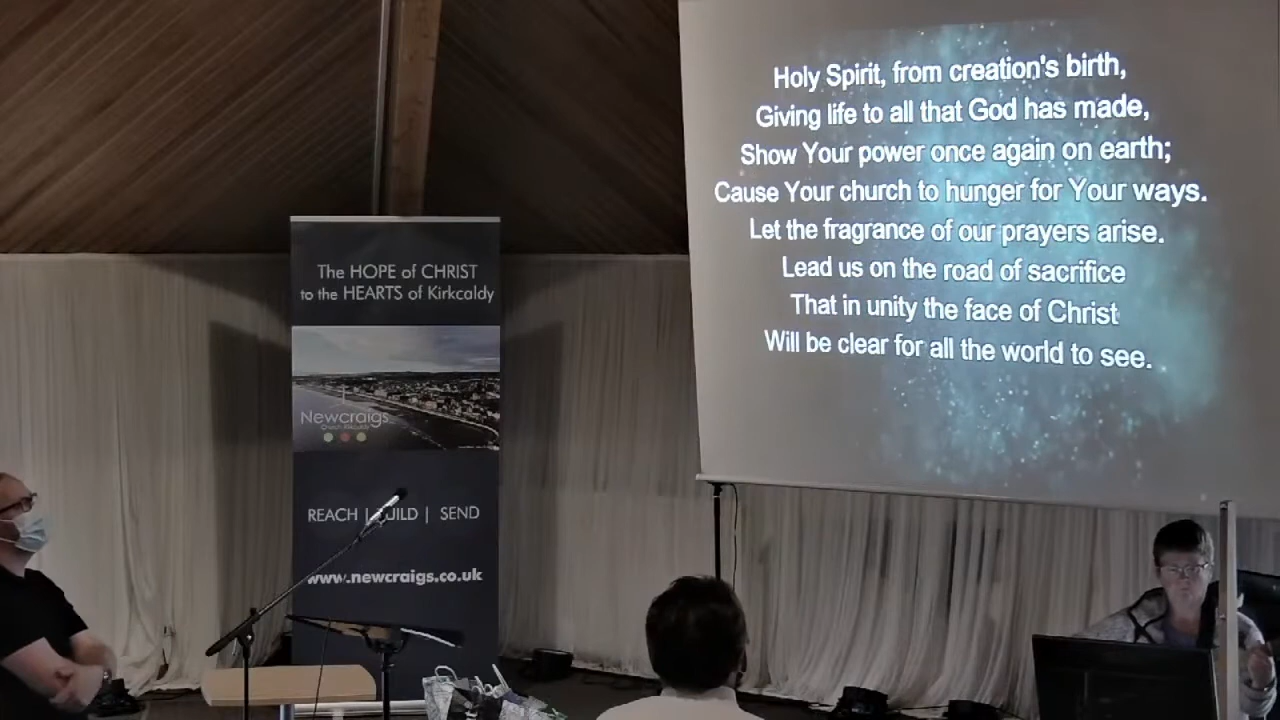 Holy Spirit, from creation's birth,
Giving life to all that God has made,
Show Your power once again on earth;
Cause Your church to hunger for Your ways.
Let the fragrance of our prayers arise.
Lead us on the road of sacrifice
That in unity the face of Christ
Will be clear for all the world to see.
The HOPE of CHRIST
to the HEARTS of Kirkcaldy
Newcraigs
Church Kirkcaldy
REACH | BUILD | SEND
www.newcraigs.co.uk